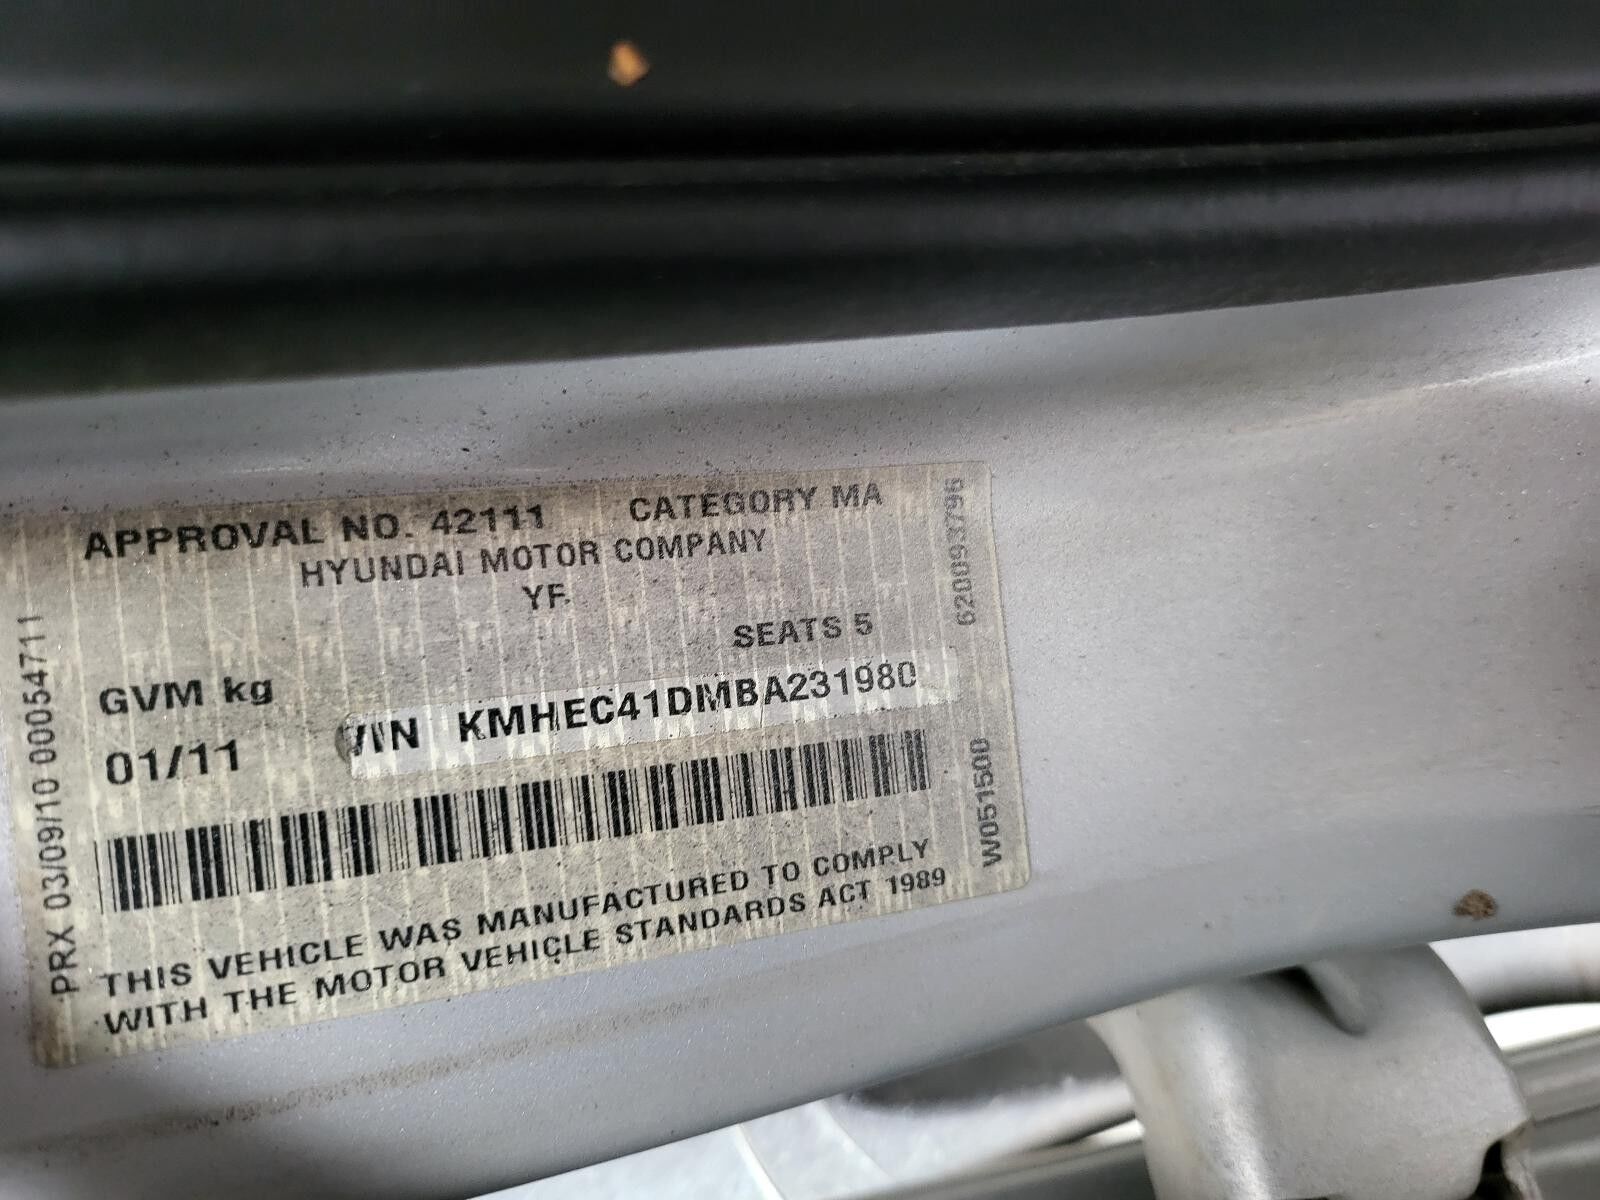 APPROVAL NO. 42111 CATEGORY MA
HYUNDAI MOTOR COMPANY
YF
SEATS 5
GVM kg
01/11
VIN KMHEC41DMBA231980
THIS VEHICLE WAS MANUFACTURED TO COMPLY
WITH THE MOTOR VEHICLE STANDARDS ACT 1989
PRX 03/09/10 00054711
620093796
W051500